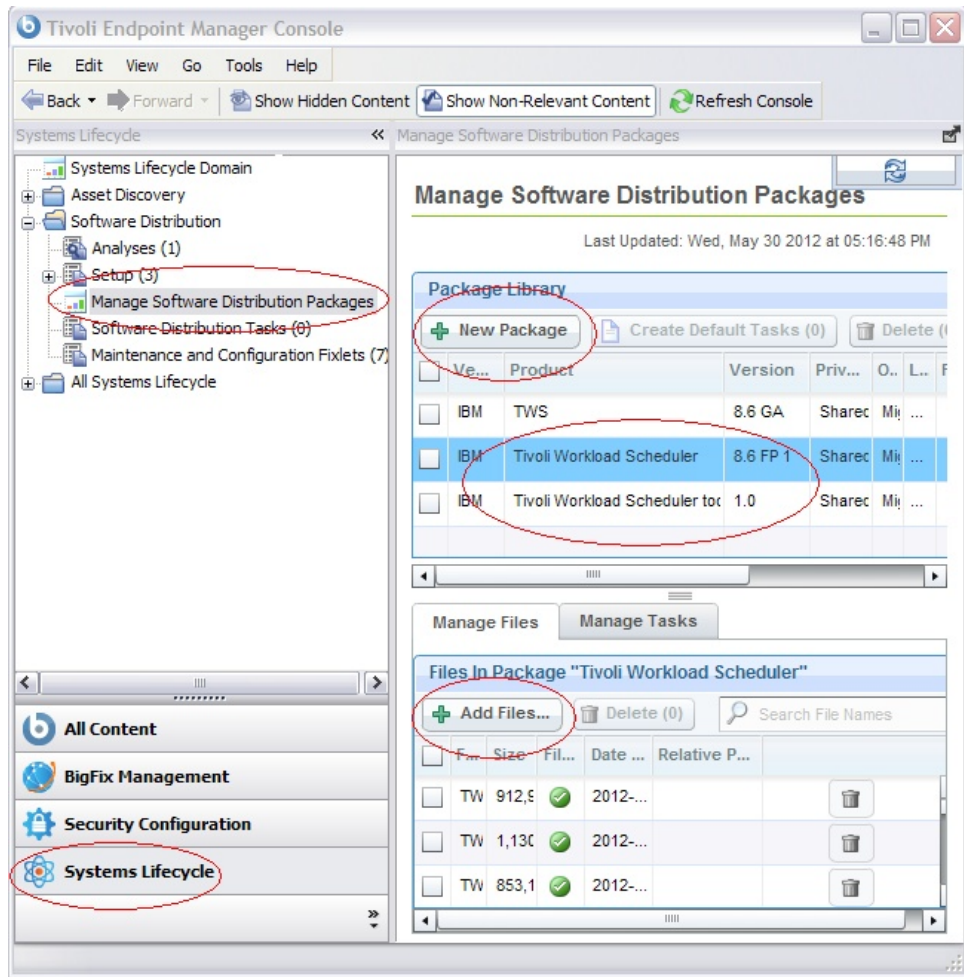 Tivoli Endpoint Manager Console
File Edit View Go Tools Help
Back Forward Show Hidden Content Show Non-Relevant Content Refresh Console
Systems Lifecycle « Manage Software Distribution Packages
Systems Lifecycle Domain
Asset Discovery
Software Distribution
Analyses (1)
Setup (3)
Manage Software Distribution Packages
Software Distribution Tasks (0)
Maintenance and Configuration Fixlets (7)
All Systems Lifecycle
All Content
BigFix Management
Security Configuration
Systems Lifecycle
»
Manage Software Distribution Packages
Last Updated: Wed, May 30 2012 at 05:16:48 PM
Package Library
New Package Create Default Tasks (0) Delete
Ve... Product Version Priv... O.. L...
IBM TWS 8.6 GA Shared ...
IBM Tivoli Workload Scheduler 8.6 FP 1 Shared ...
IBM Tivoli Workload Scheduler 1.0 Shared ...
Manage Files Manage Tasks
Files In Package "Tivoli Workload Scheduler"
Add Files... Delete (0) Search File Names
F... Size Fil... Date ... Relative P...
TW 912,9 2012-...
TW 1,130 2012-...
TW 853,1 2012-...